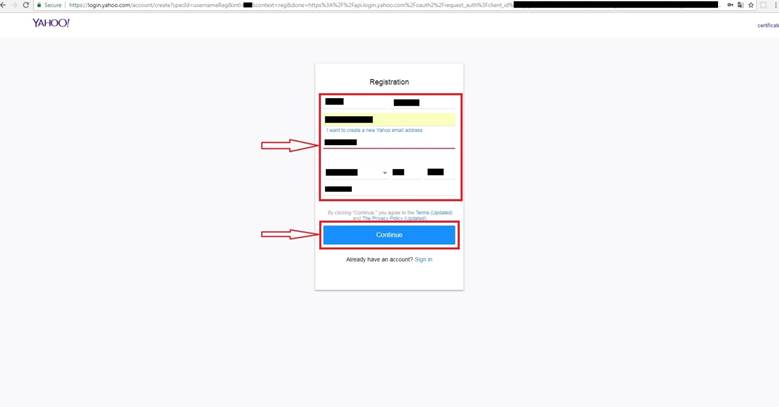 Secure https://login.yahoo.com/account/create?specId=usernameReg&intl= &context=reg&done=https%3A%2F%2Fapi.login.yahoo.com%2Foauth2%2Frequest_auth%3Fclient_id%
YAHOO!
certificate
Registration
I want to create a new Yahoo email address
By clicking "Continue," you agree to the Terms (Updated)
and The Privacy Policy (Updated)
Continue
Already have an account? Sign in